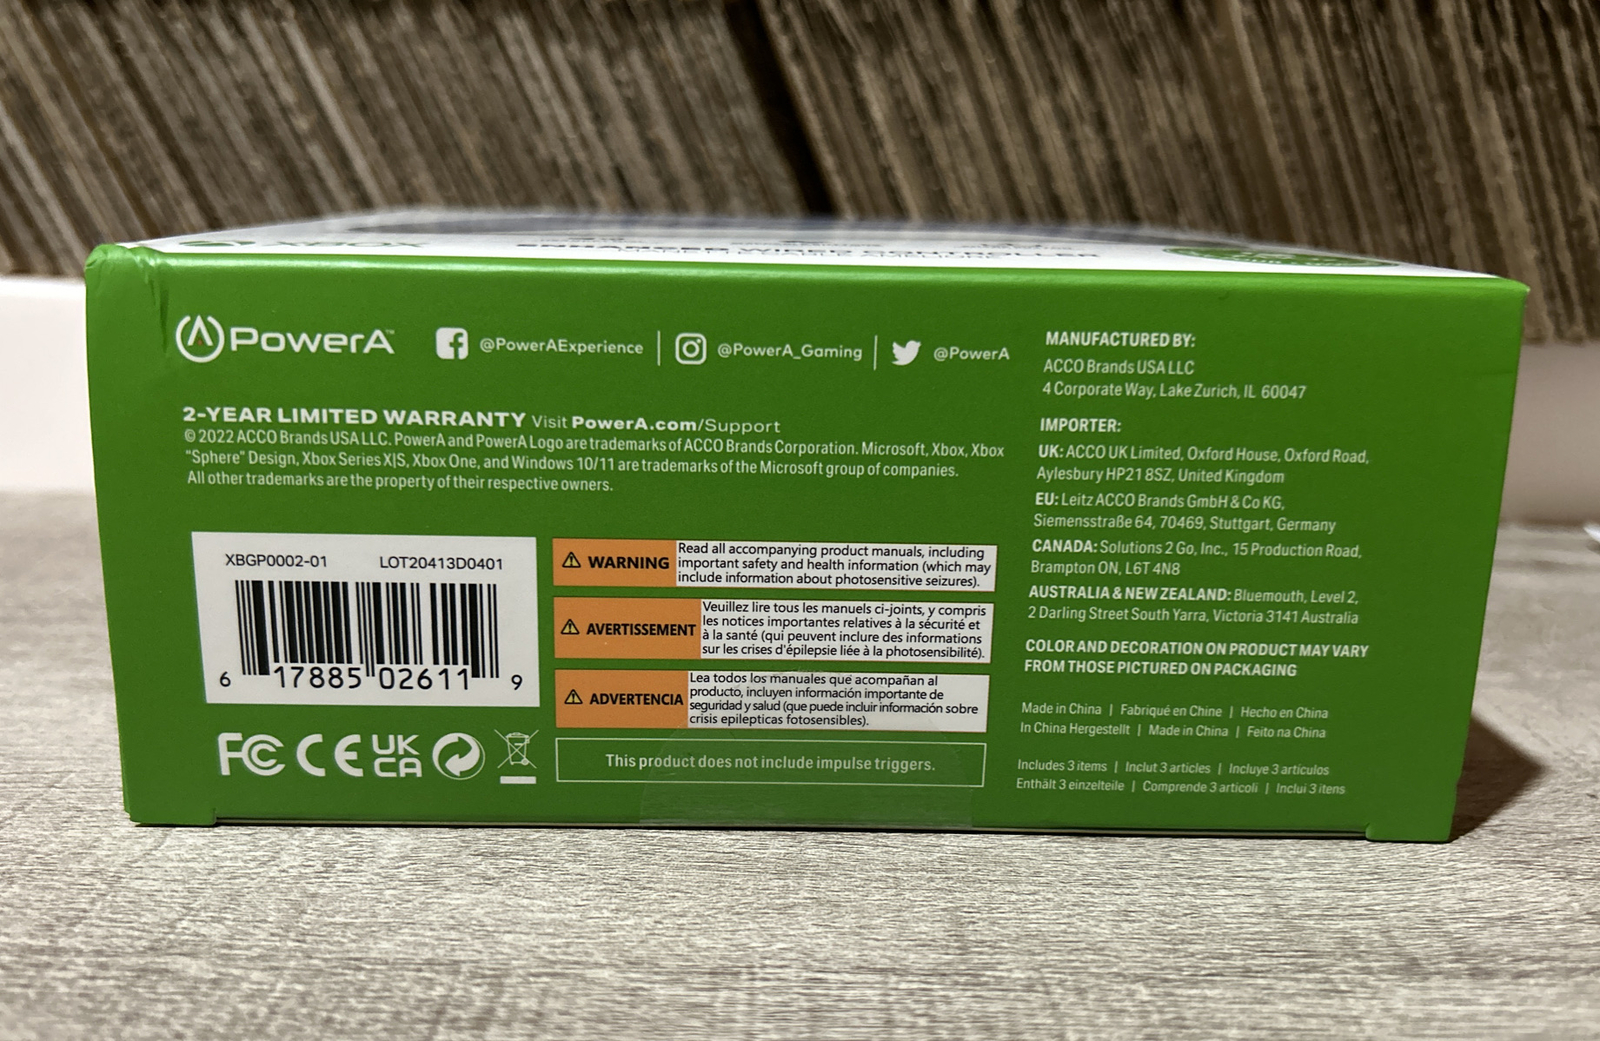 XBOX
ENHANCED WIRED CONTROLLER
PowerA™
@PowerAExperience | @PowerA_Gaming | @PowerA
2-YEAR LIMITED WARRANTY Visit PowerA.com/Support
© 2022 ACCO Brands USA LLC. PowerA and PowerA Logo are trademarks of ACCO Brands Corporation. Microsoft, Xbox, Xbox
"Sphere" Design, Xbox Series X|S, Xbox One, and Windows 10/11 are trademarks of the Microsoft group of companies.
All other trademarks are the property of their respective owners.
XBGP0002-01 LOT20413D0401
6 17885 02611 9
FC CE UK
CA
WARNING
Read all accompanying product manuals, including
important safety and health information (which may
include information about photosensitive seizures).
AVERTISSEMENT
Veuillez lire tous les manuels ci-joints, y compris
les notices importantes relatives à la sécurité et
à la santé (qui peuvent inclure des informations
sur les crises d'épilepsie liée à la photosensibilité).
ADVERTENCIA
Lea todos los manuales que acompañan al
producto, incluyen información importante de
seguridad y salud (que puede incluir información sobre
crisis epilepticas fotosensibles).
This product does not include impulse triggers.
MANUFACTURED BY:
ACCO Brands USA LLC
4 Corporate Way, Lake Zurich, IL 60047
IMPORTER:
UK: ACCO UK Limited, Oxford House, Oxford Road,
Aylesbury HP21 8SZ, United Kingdom
EU: Leitz ACCO Brands GmbH & Co KG,
Siemensstraße 64, 70469, Stuttgart, Germany
CANADA: Solutions 2 Go, Inc., 15 Production Road,
Brampton ON, L6T 4N8
AUSTRALIA & NEW ZEALAND: Bluemouth, Level 2,
2 Darling Street South Yarra, Victoria 3141 Australia
COLOR AND DECORATION ON PRODUCT MAY VARY
FROM THOSE PICTURED ON PACKAGING
Made in China | Fabriqué en Chine | Hecho en China
In China Hergestellt | Made in China | Feito na China
Includes 3 items | Inclut 3 articles | Incluye 3 artículos
Enthält 3 einzelteile | Comprende 3 articoli | Inclui 3 itens